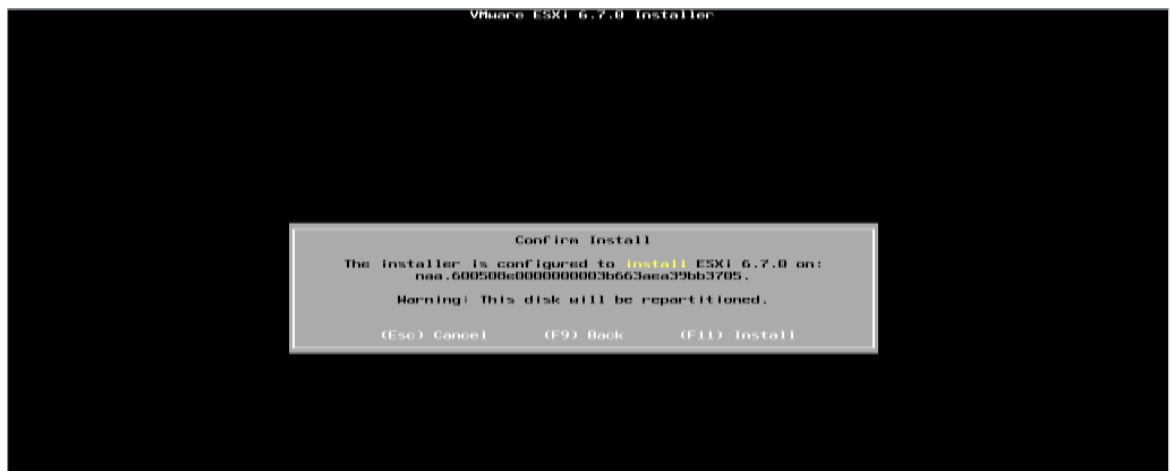 VMware ESXi 6.7.0 Installer
Confirm Install
The installer is configured to install ESXi 6.7.0 on:
naa.600508e0000000003b663aea39bb3705.
Warning: This disk will be repartitioned.
(Esc) Cancel (F9) Back (F11) Install